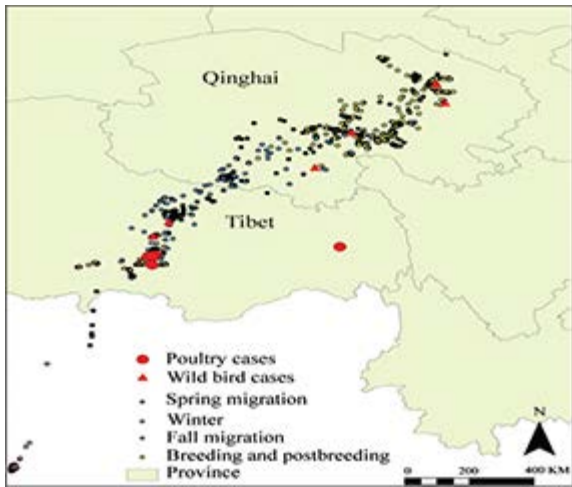 Qinghai
Tibet
Poultry cases
Wild bird cases
Spring migration
Winter
Fall migration
Breeding and postbreeding
Province
N
0 200 400 KM